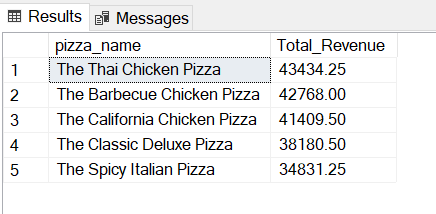 Results Messages
pizza_name Total_Revenue
1 The Thai Chicken Pizza 43434.25
2 The Barbecue Chicken Pizza 42768.00
3 The California Chicken Pizza 41409.50
4 The Classic Deluxe Pizza 38180.50
5 The Spicy Italian Pizza 34831.25